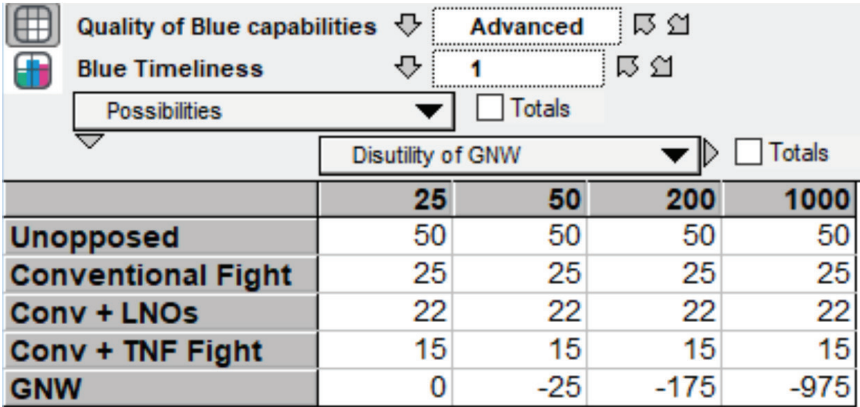 Quality of Blue capabilities Advanced
Blue Timeliness 1
Possibilities Totals
Disutility of GNW Totals
25 50 200 1000
Unopposed 50 50 50 50
Conventional Fight 25 25 25 25
Conv + LNOs 22 22 22 22
Conv + TNF Fight 15 15 15 15
GNW 0 -25 -175 -975